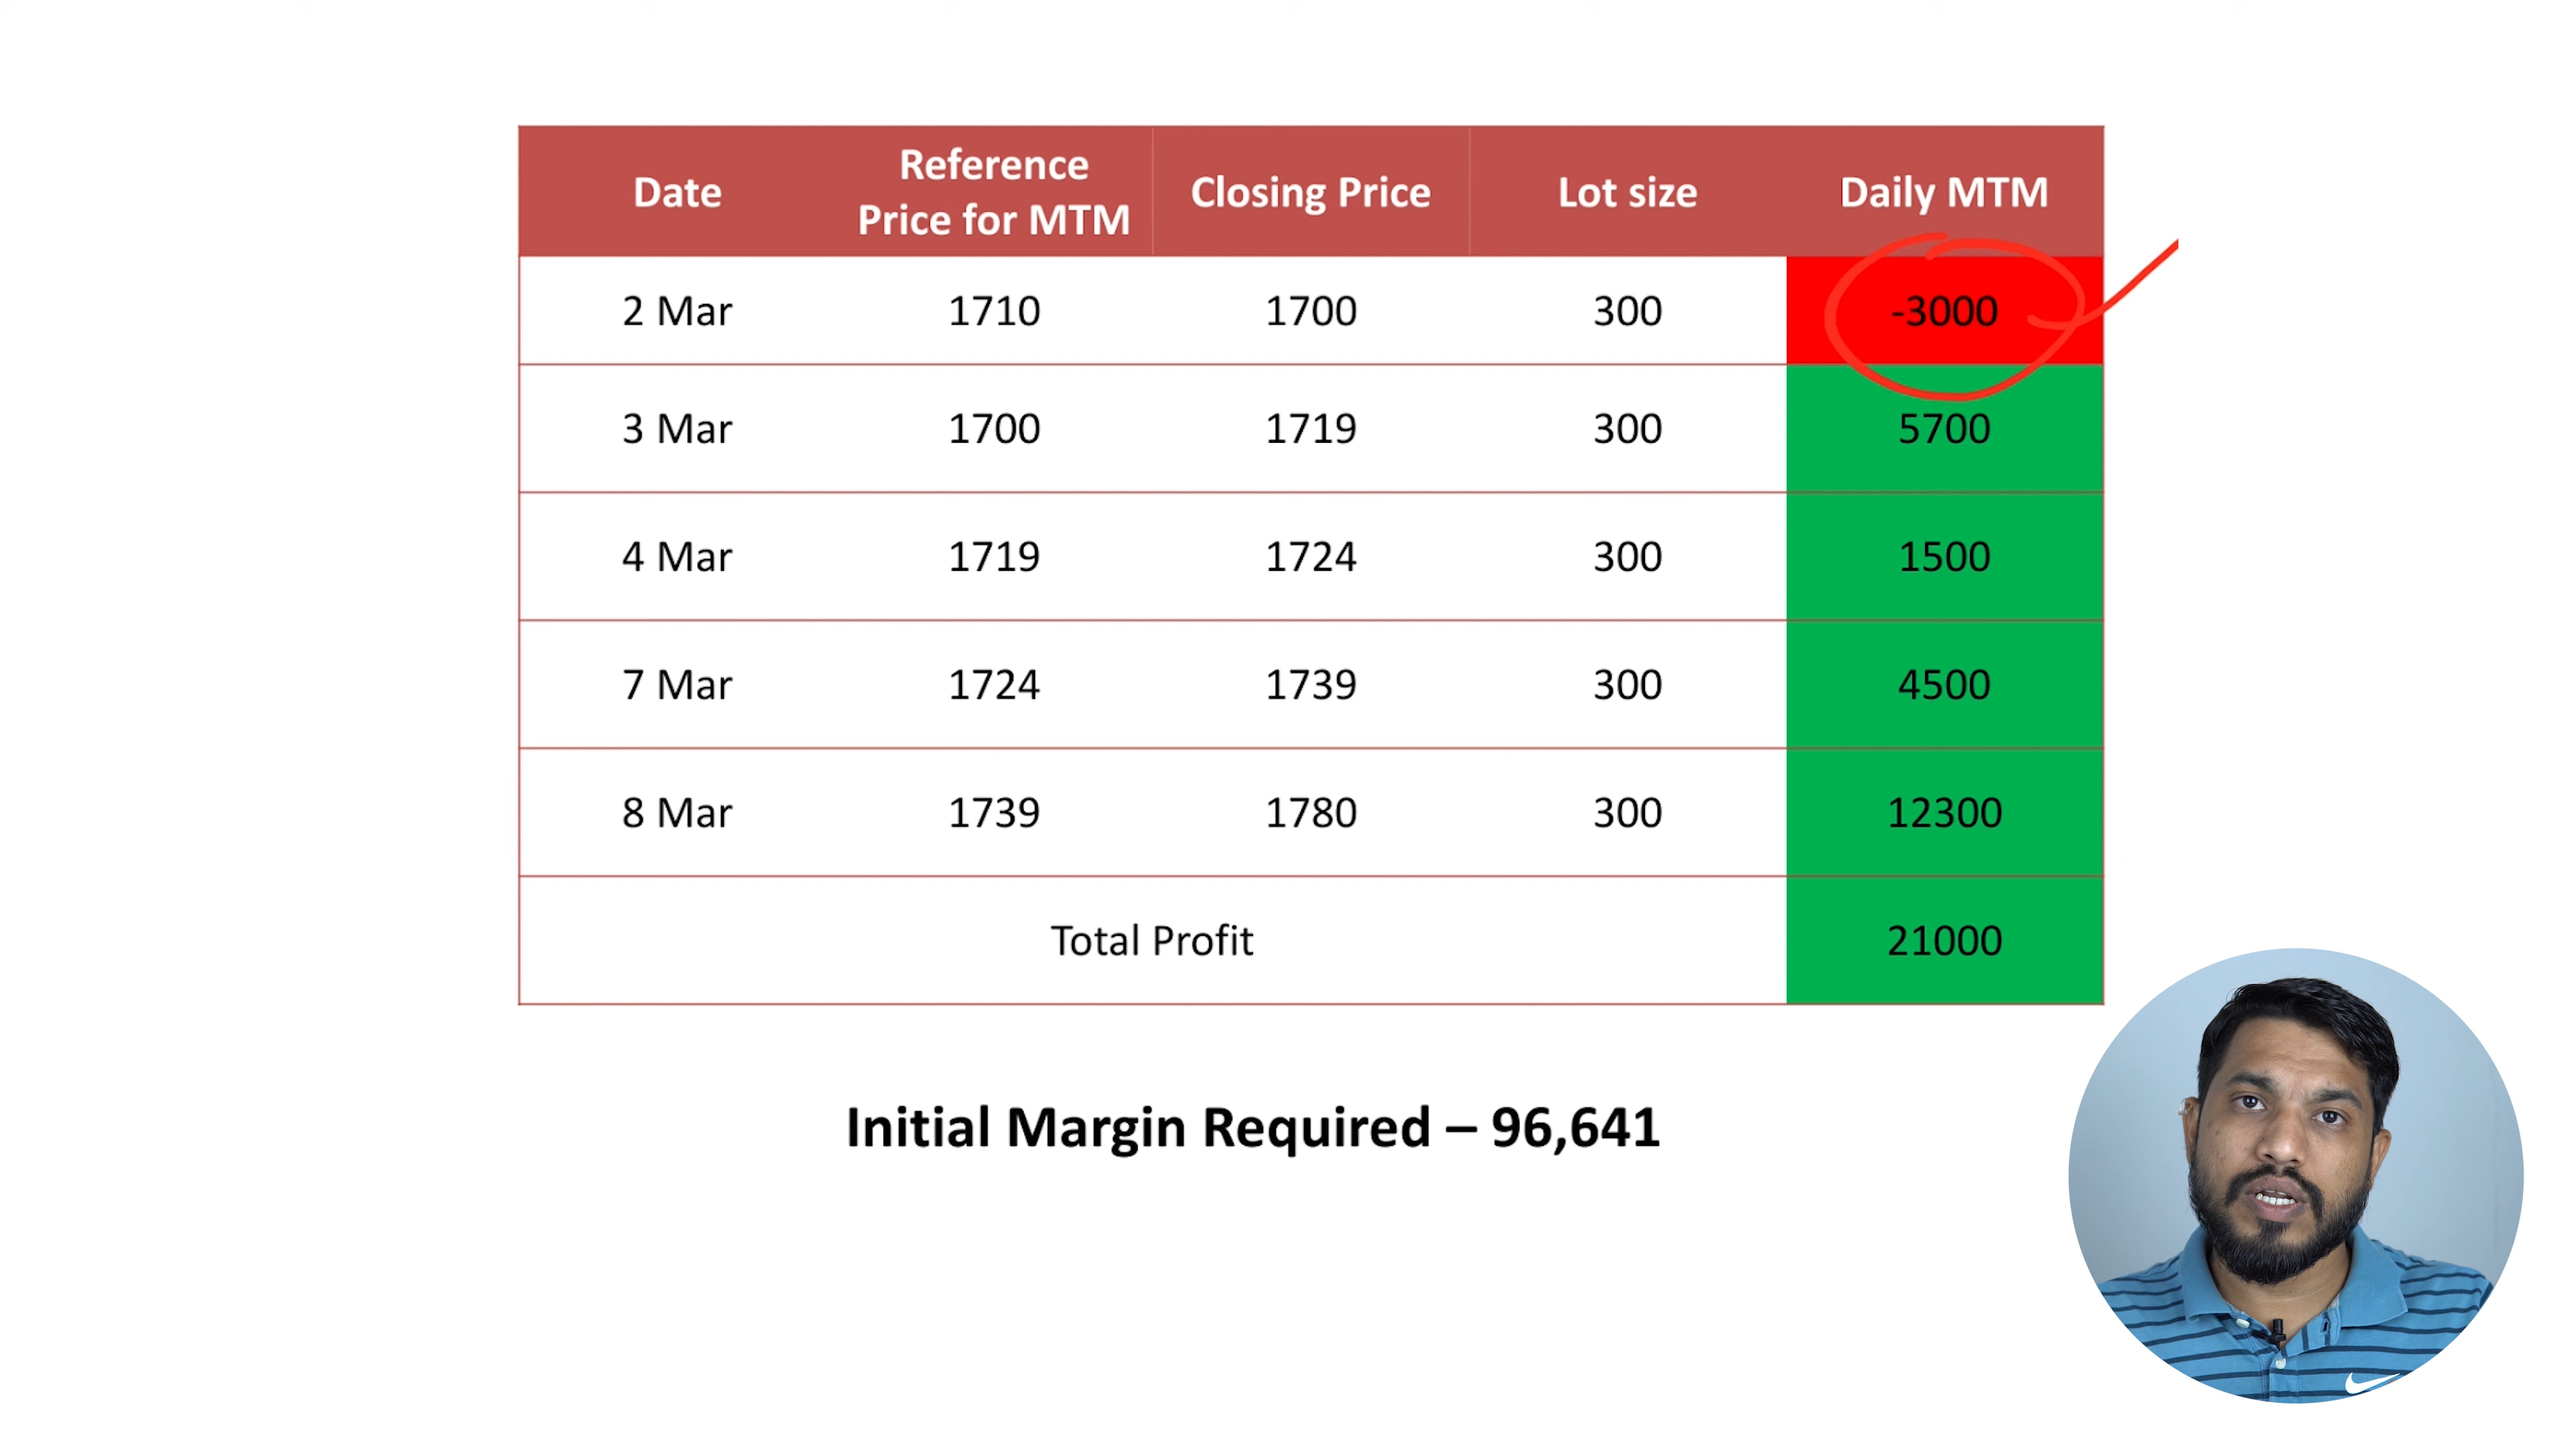 Date Reference Price for MTM Closing Price Lot size Daily MTM
2 Mar 1710 1700 300 -3000
3 Mar 1700 1719 300 5700
4 Mar 1719 1724 300 1500
7 Mar 1724 1739 300 4500
8 Mar 1739 1780 300 12300
Total Profit 21000
Initial Margin Required – 96,641